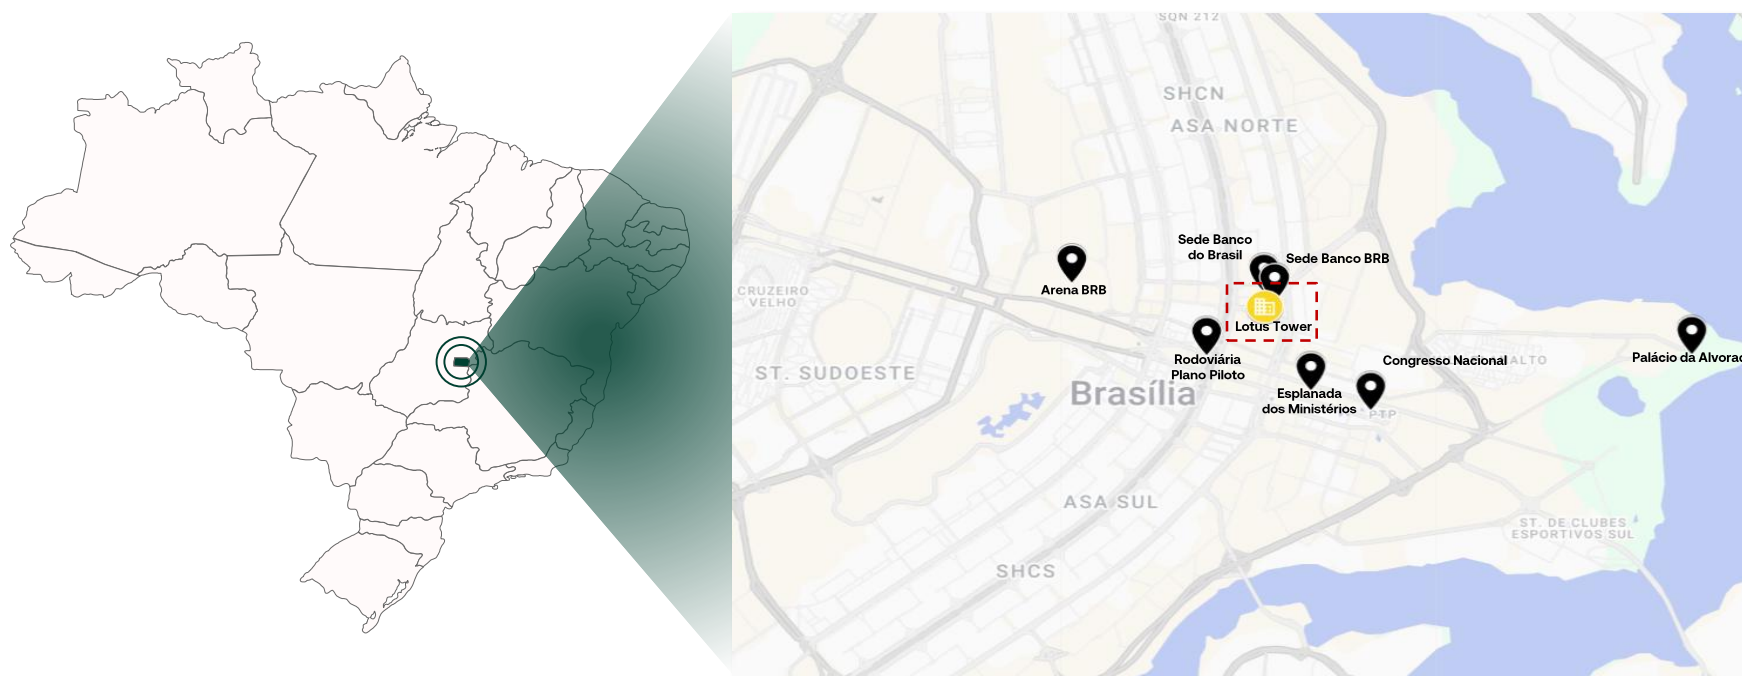 SQN 212
SHCN
ASA NORTE
Sede Banco
do Brasil
Sede Banco BRB
Arena BRB
CRUZEIRO
VELHO
Lotus Tower
Rodoviária
Plano Piloto
Congresso Nacional
ALTO
Palácio da Alvorad
ST. SUDOESTE
Brasília
Esplanada
dos Ministérios
PTP
ASA SUL
ST. DE CLUBES
ESPORTIVOS SUL
SHCS